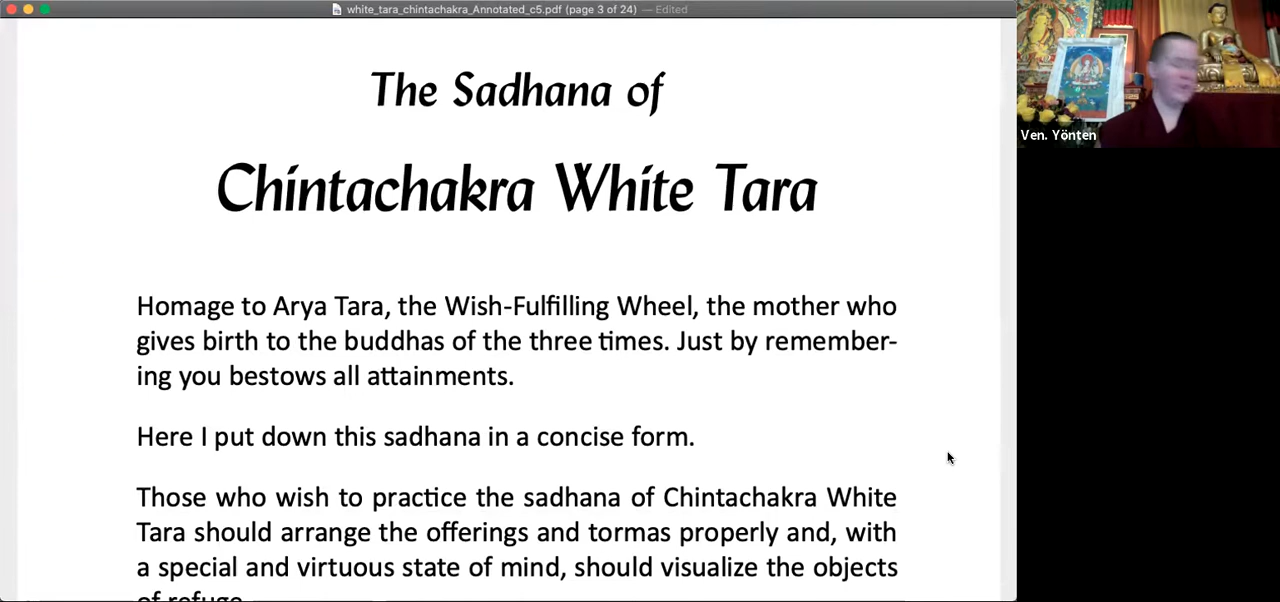 white_tara_chintachakra_Annotated_c5.pdf (page 3 of 24) — Edited
The Sadhana of
Chintachakra White Tara
Homage to Arya Tara, the Wish-Fulfilling Wheel, the mother who
gives birth to the buddhas of the three times. Just by remember-
ing you bestows all attainments.
Here I put down this sadhana in a concise form.
Those who wish to practice the sadhana of Chintachakra White
Tara should arrange the offerings and tormas properly and, with
a special and virtuous state of mind, should visualize the objects
of refuge
Ven. Yönten